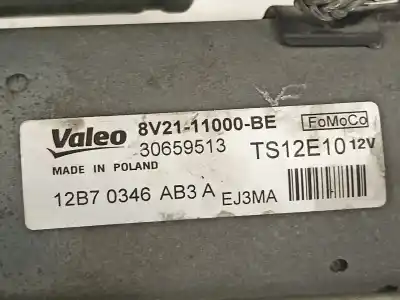 Valeo 8V21-11000-BE FoMoCo
30659513 TS12E10 12V
MADE IN POLAND
12B7 0346 AB3 A EJ3MA